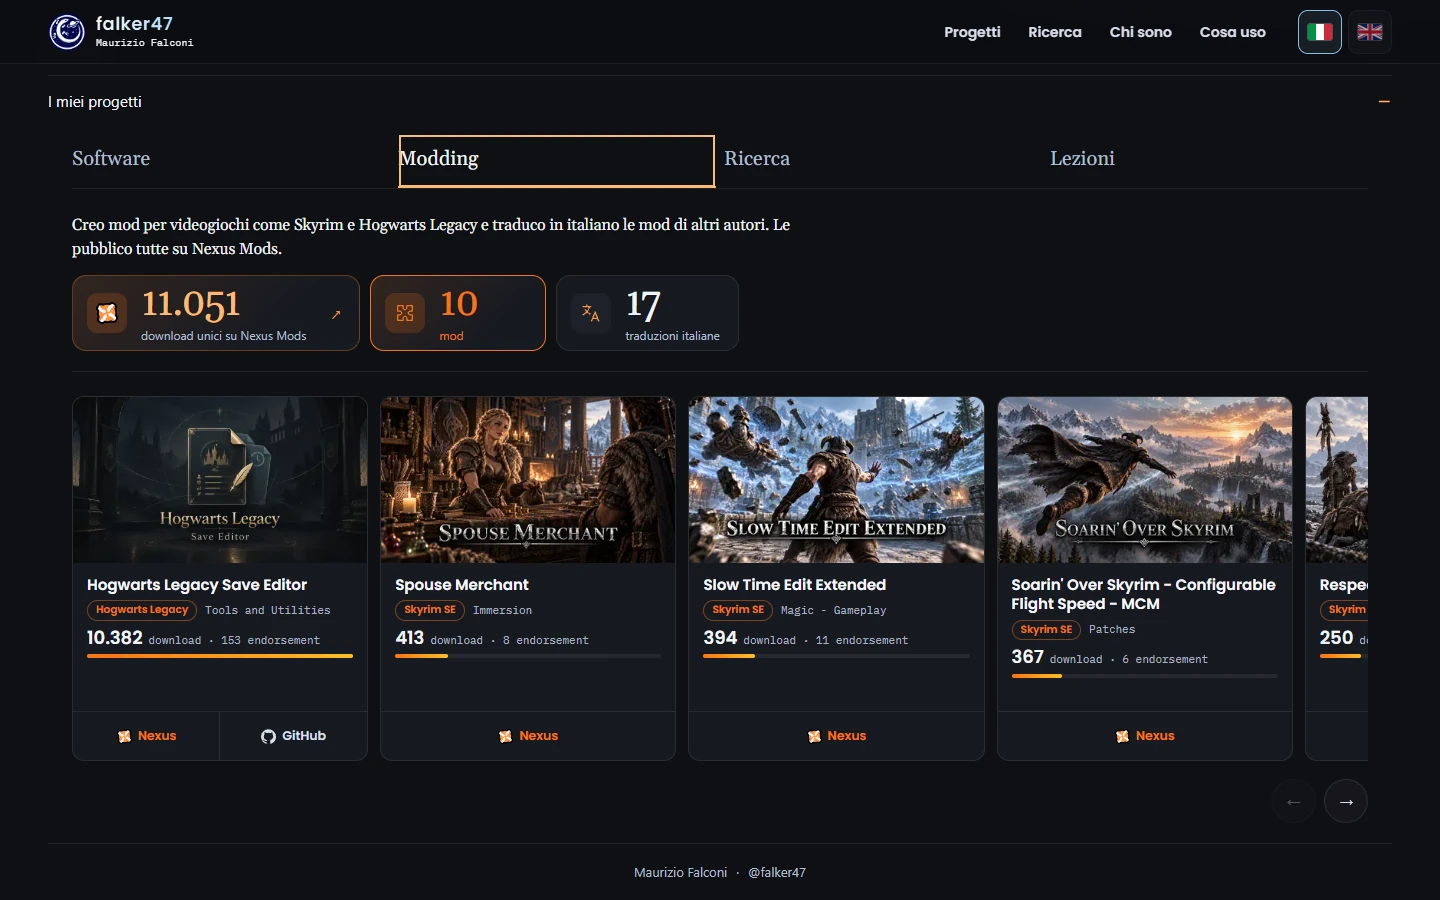 falker47
Maurizio Falconi
Progetti
Ricerca
Chi sono
Cosa uso
I miei progetti
−
Software
Modding
Ricerca
Lezioni
Creo mod per videogiochi come Skyrim e Hogwarts Legacy e traduco in italiano le mod di altri autori. Le
pubblico tutte su Nexus Mods.
11.051
download unici su Nexus Mods
↗
10
mod
17
traduzioni italiane
Hogwarts Legacy
Save Editor
Hogwarts Legacy Save Editor
Hogwarts Legacy Tools and Utilities
10.382 download · 153 endorsement
Nexus
GitHub
Spouse Merchant
Spouse Merchant
Skyrim SE Immersion
413 download · 8 endorsement
Nexus
Slow Time Edit Extended
Slow Time Edit Extended
Skyrim SE Magic - Gameplay
394 download · 11 endorsement
Nexus
Soarin' Over Skyrim
Soarin' Over Skyrim - Configurable
Flight Speed - MCM
Skyrim SE Patches
367 download · 6 endorsement
Nexus
Respe
Skyrim
250 do
← →
Maurizio Falconi · @falker47